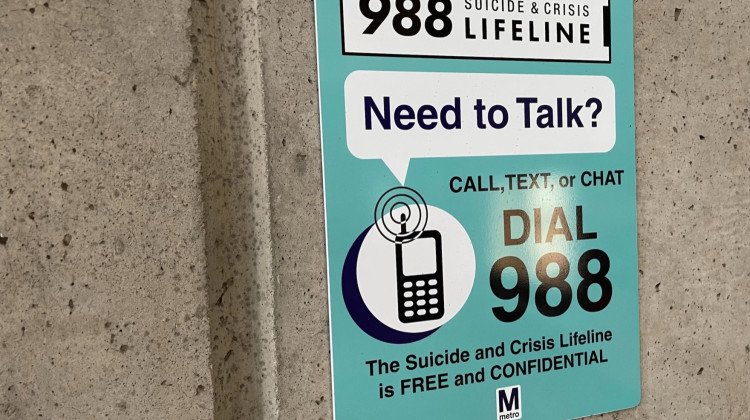 988 SUICIDE & CRISIS
LIFELINE
Need to Talk?
CALL, TEXT, or CHAT
DIAL
988
The Suicide and Crisis Lifeline
is FREE and CONFIDENTIAL
M
metro